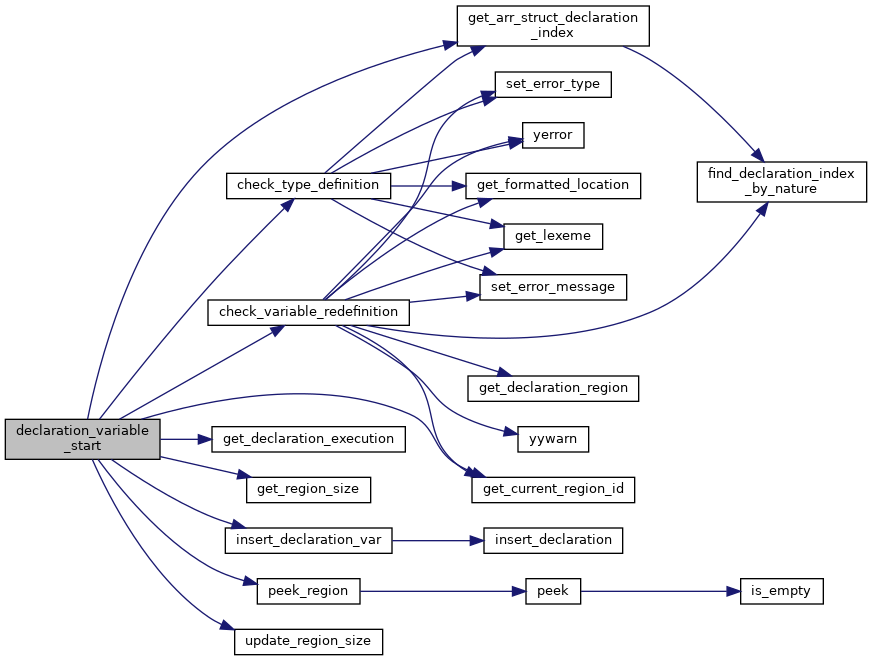 get_arr_struct_declaration
_index
set_error_type
yerror
find_declaration_index
_by_nature
check_type_definition
get_formatted_location
get_lexeme
set_error_message
check_variable_redefinition
get_declaration_region
declaration_variable
_start
get_declaration_execution
yywarn
get_region_size
get_current_region_id
insert_declaration_var
insert_declaration
peek_region
peek
is_empty
update_region_size